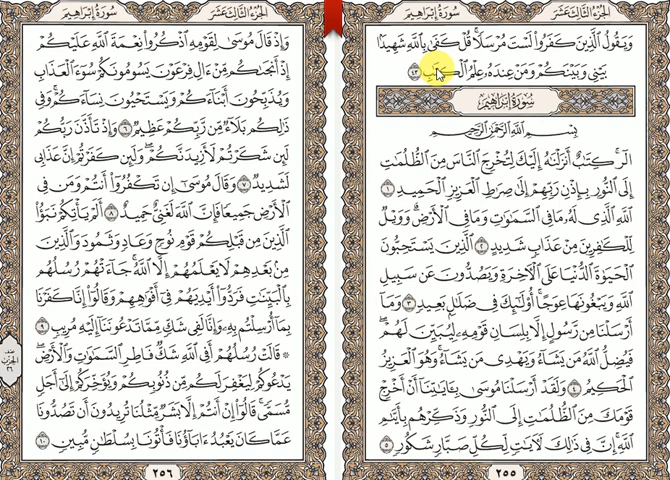 الجزء الثالث عشر
سورة إبراهيم
وَيَقُولُ الَّذِينَ كَفَرُوا لَسْتَ مُرْسَلًا قُلْ كَفَىٰ بِاللَّهِ شَهِيدًا
بَيْنِي وَبَيْنَكُمْ وَمَنْ عِندَهُ عِلْمُ الْكِتَابِ ٤٣
سورة إبراهيم
بِسْمِ اللَّهِ الرَّحْمَٰنِ الرَّحِيمِ
الر كِتَابٌ أَنزَلْنَاهُ إِلَيْكَ لِتُخْرِجَ النَّاسَ مِنَ الظُّلُمَاتِ
إِلَى النُّورِ بِإِذْنِ رَبِّهِمْ إِلَىٰ صِرَاطِ الْعَزِيزِ الْحَمِيدِ ١
اللَّهِ الَّذِي لَهُ مَا فِي السَّمَاوَاتِ وَمَا فِي الْأَرْضِ وَوَيْلٌ
لِّلْكَافِرِينَ مِنْ عَذَابٍ شَدِيدٍ ٢ الَّذِينَ يَسْتَحِبُّونَ
الْحَيَاةَ الدُّنْيَا عَلَى الْآخِرَةِ وَيَصُدُّونَ عَن سَبِيلِ
اللَّهِ وَيَبْغُونَهَا عِوَجًا أُولَٰئِكَ فِي ضَلَالٍ بَعِيدٍ ٣ وَمَا
أَرْسَلْنَا مِن رَّسُولٍ إِلَّا بِلِسَانِ قَوْمِهِ لِيُبَيِّنَ لَهُمْ
فَيُضِلُّ اللَّهُ مَن يَشَاءُ وَيَهْدِي مَن يَشَاءُ وَهُوَ الْعَزِيزُ
الْحَكِيمُ ٤ وَلَقَدْ أَرْسَلْنَا مُوسَىٰ بِآيَاتِنَا أَنْ أَخْرِجْ
قَوْمَكَ مِنَ الظُّلُمَاتِ إِلَى النُّورِ وَذَكِّرْهُم بِأَيَّامِ
اللَّهِ إِنَّ فِي ذَٰلِكَ لَآيَاتٍ لِّكُلِّ صَبَّارٍ شَكُورٍ ٥
٢٥٥
الجزء الثالث عشر
سورة إبراهيم
وَإِذْ قَالَ مُوسَىٰ لِقَوْمِهِ اذْكُرُوا نِعْمَةَ اللَّهِ عَلَيْكُمْ
إِذْ أَنجَاكُم مِّنْ آلِ فِرْعَوْنَ يَسُومُونَكُمْ سُوءَ الْعَذَابِ
وَيُذَبِّحُونَ أَبْنَاءَكُمْ وَيَسْتَحْيُونَ نِسَاءَكُمْ وَفِي
ذَٰلِكُم بَلَاءٌ مِّن رَّبِّكُمْ عَظِيمٌ ٦ وَإِذْ تَأَذَّنَ رَبُّكُمْ
لَئِن شَكَرْتُمْ لَأَزِيدَنَّكُمْ وَلَئِن كَفَرْتُمْ إِنَّ عَذَابِي
لَشَدِيدٌ ٧ وَقَالَ مُوسَىٰ إِن تَكْفُرُوا أَنتُمْ وَمَن فِي
الْأَرْضِ جَمِيعًا فَإِنَّ اللَّهَ لَغَنِيٌّ حَمِيدٌ ٨ أَلَمْ يَأْتِكُمْ نَبَأُ
الَّذِينَ مِن قَبْلِكُمْ قَوْمِ نُوحٍ وَعَادٍ وَثَمُودَ وَالَّذِينَ
مِن بَعْدِهِمْ لَا يَعْلَمُهُمْ إِلَّا اللَّهُ جَاءَتْهُمْ رُسُلُهُم
بِالْبَيِّنَاتِ فَرَدُّوا أَيْدِيَهُمْ فِي أَفْوَاهِهِمْ وَقَالُوا إِنَّا كَفَرْنَا
بِمَا أُرْسِلْتُم بِهِ وَإِنَّا لَفِي شَكٍّ مِّمَّا تَدْعُونَنَا إِلَيْهِ مُرِيبٍ ٩
۞ قَالَتْ رُسُلُهُمْ أَفِي اللَّهِ شَكٌّ فَاطِرِ السَّمَاوَاتِ وَالْأَرْضِ
يَدْعُوكُمْ لِيَغْفِرَ لَكُم مِّن ذُنُوبِكُمْ وَيُؤَخِّرَكُمْ إِلَىٰ أَجَلٍ
مُّسَمًّى قَالُوا إِنْ أَنتُمْ إِلَّا بَشَرٌ مِّثْلُنَا تُرِيدُونَ أَن تَصُدُّونَا
عَمَّا كَانَ يَعْبُدُ آبَاؤُنَا فَأْتُونَا بِسُلْطَانٍ مُّبِينٍ ١٠
٢٥٦
نصف
الحزب
٢٦